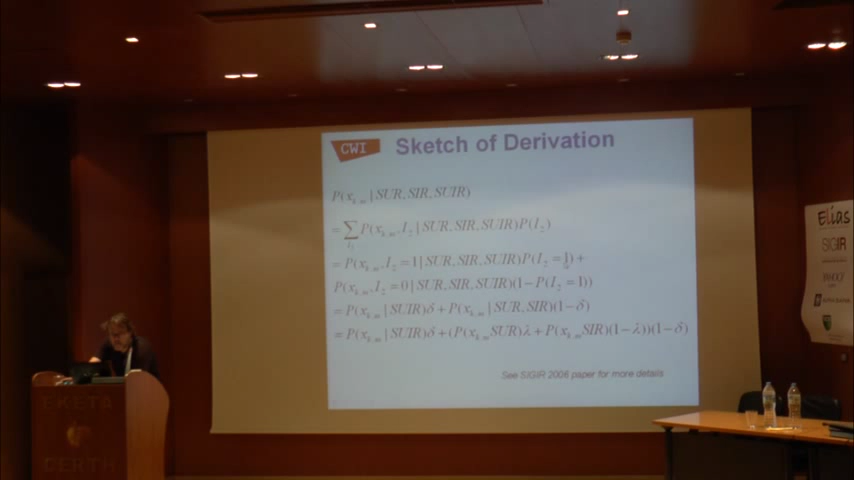 CWI Sketch of Derivation
P(x_{k,m} | SUR, SIR, SUIR)
= ∑_{I_2} P(x_{k,m}, I_2 | SUR, SIR, SUIR)P(I_2)
= P(x_{k,m}, I_2 = 1 | SUR, SIR, SUIR)P(I_2 = 1) +
P(x_{k,m}, I_2 = 0 | SUR, SIR, SUIR)(1 − P(I_2 = 1))
= P(x_{k,m} | SUIR)δ + P(x_{k,m} | SUR, SIR)(1 − δ)
= P(x_{k,m} | SUIR)δ + (P(x_{k,m} SUR)λ + P(x_{k,m} SIR)(1 − λ))(1 − δ)
See SIGIR 2006 paper for more details
Elias
SIGIR
YAHOO!
EKETA
CERTH